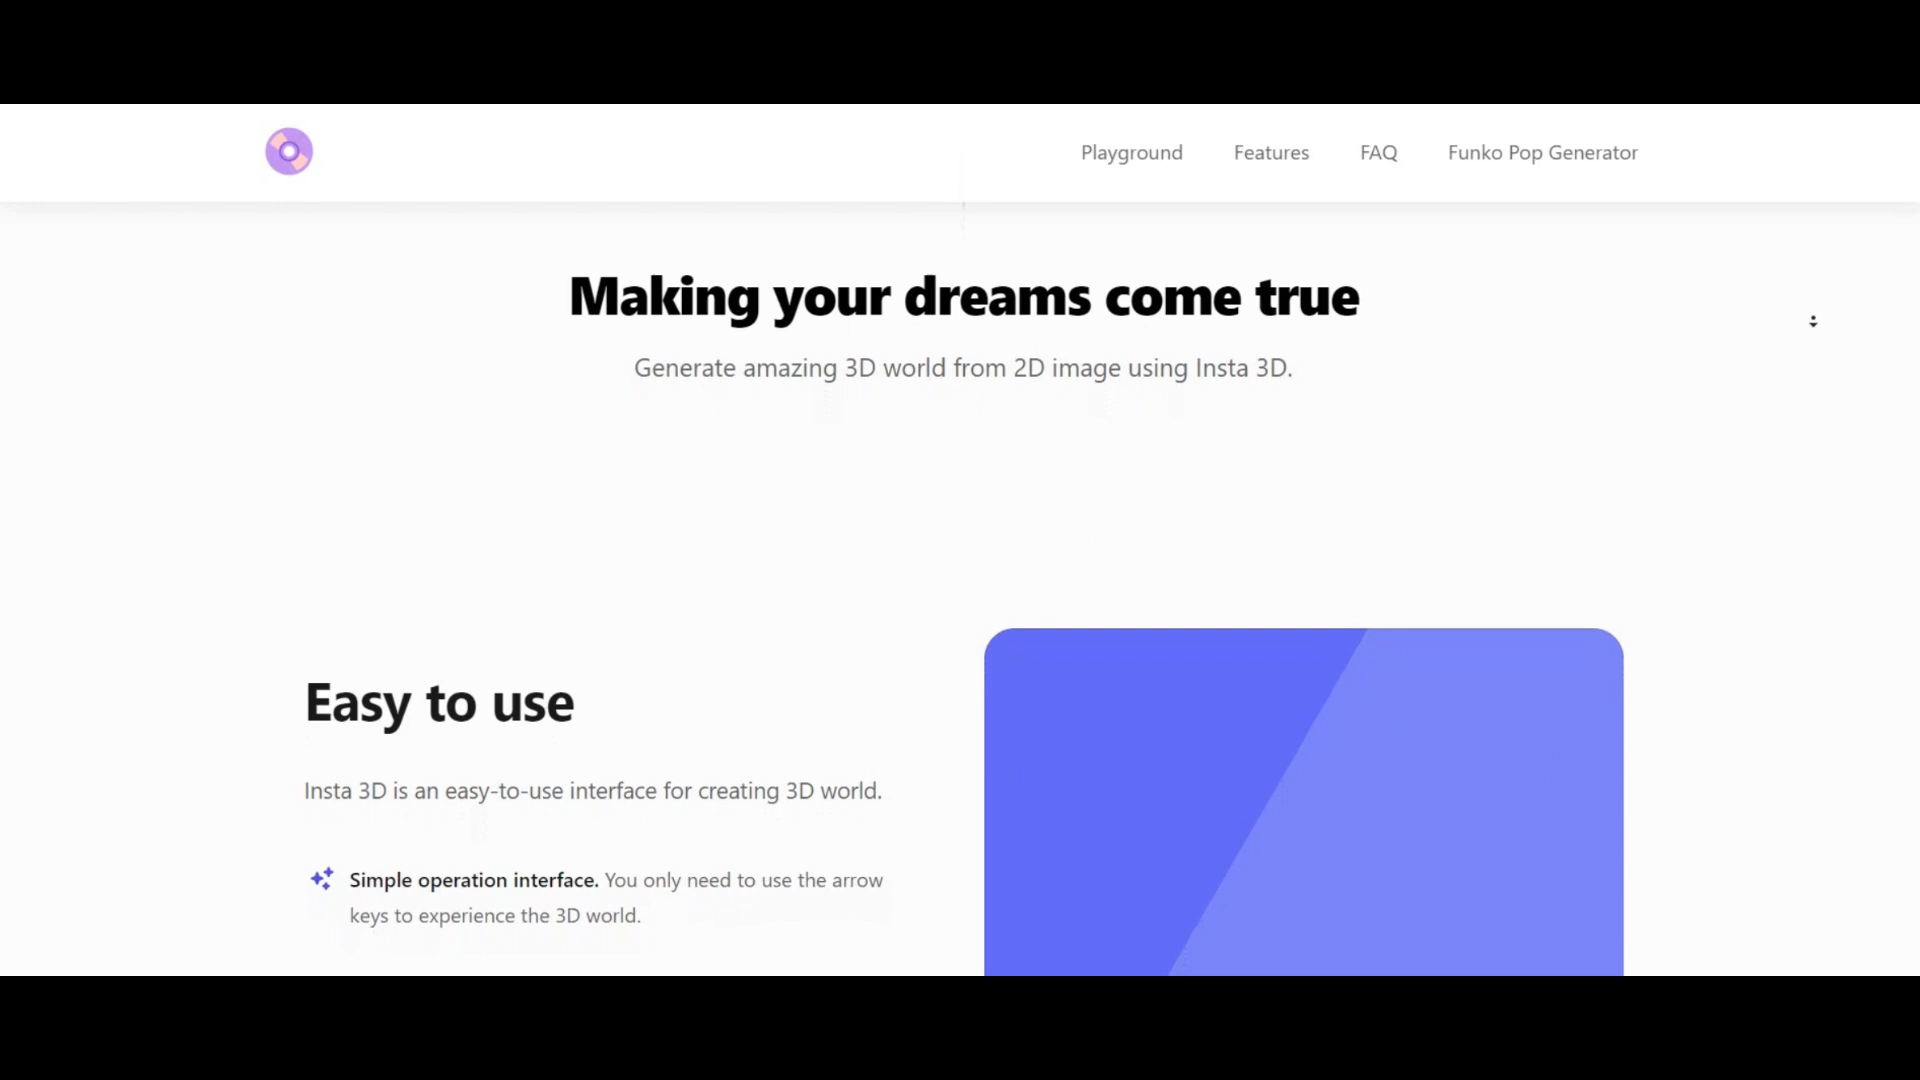 Playground Features FAQ Funko Pop Generator
Making your dreams come true
Generate amazing 3D world from 2D image using Insta 3D.
Easy to use
Insta 3D is an easy-to-use interface for creating 3D world.
Simple operation interface. You only need to use the arrow
keys to experience the 3D world.